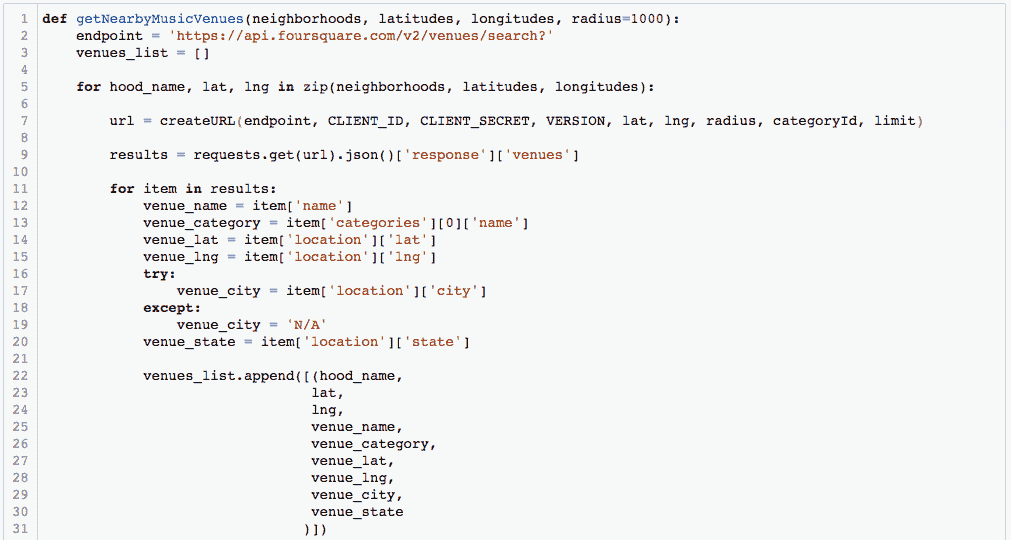 1 def getNearbyMusicVenues(neighborhoods, latitudes, longitudes, radius=1000):
2     endpoint = 'https://api.foursquare.com/v2/venues/search?'
3     venues_list = []
4
5     for hood_name, lat, lng in zip(neighborhoods, latitudes, longitudes):
6
7         url = createURL(endpoint, CLIENT_ID, CLIENT_SECRET, VERSION, lat, lng, radius, categoryId, limit)
8
9         results = requests.get(url).json()['response']['venues']
10
11         for item in results:
12             venue_name = item['name']
13             venue_category = item['categories'][0]['name']
14             venue_lat = item['location']['lat']
15             venue_lng = item['location']['lng']
16             try:
17                 venue_city = item['location']['city']
18             except:
19                 venue_city = 'N/A'
20             venue_state = item['location']['state']
21
22             venues_list.append([(hood_name,
23                                 lat,
24                                 lng,
25                                 venue_name,
26                                 venue_category,
27                                 venue_lat,
28                                 venue_lng,
29                                 venue_city,
30                                 venue_state
31                                )])